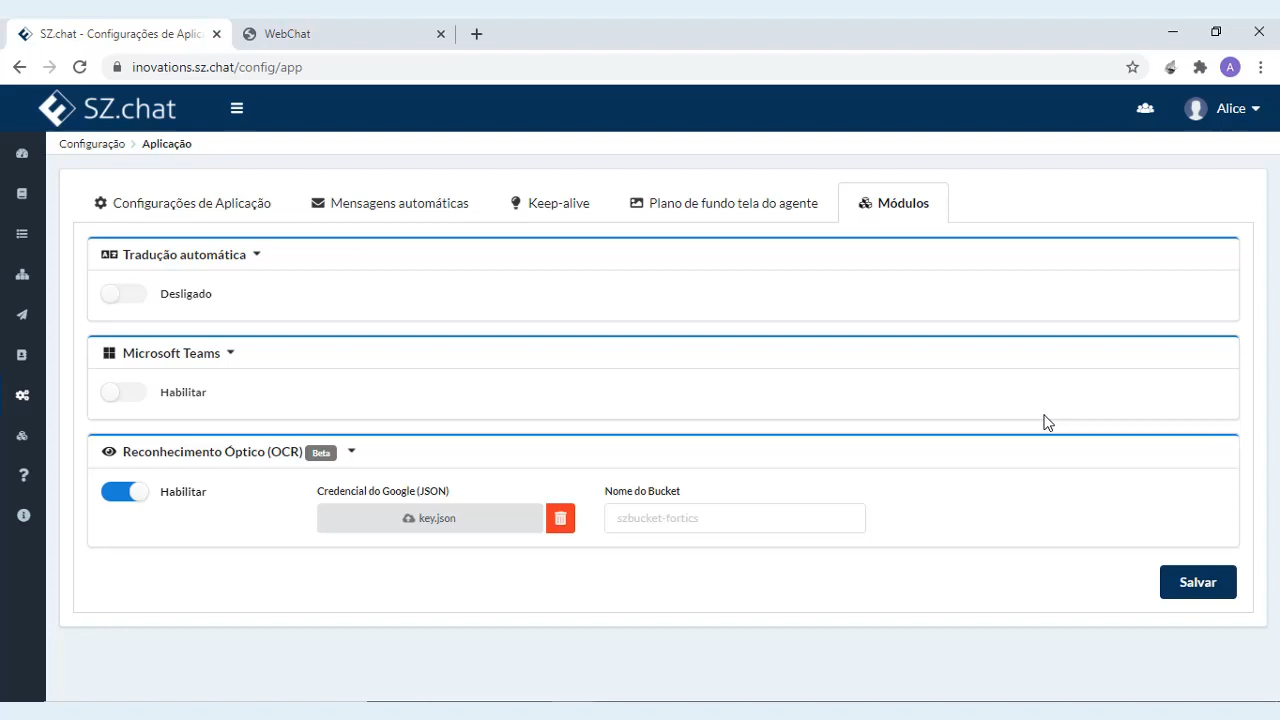 SZ.chat - Configurações de Aplic
WebChat
inovations.sz.chat/config/app
A
SZ.chat
Alice
Configuração > Aplicação
Configurações de Aplicação
Mensagens automáticas
Keep-alive
Plano de fundo tela do agente
Módulos
Tradução automática
Desligado
Microsoft Teams
Habilitar
Reconhecimento Óptico (OCR) Beta
Habilitar
Credencial do Google (JSON)
Nome do Bucket
key.json
szbucket-fortics
Salvar